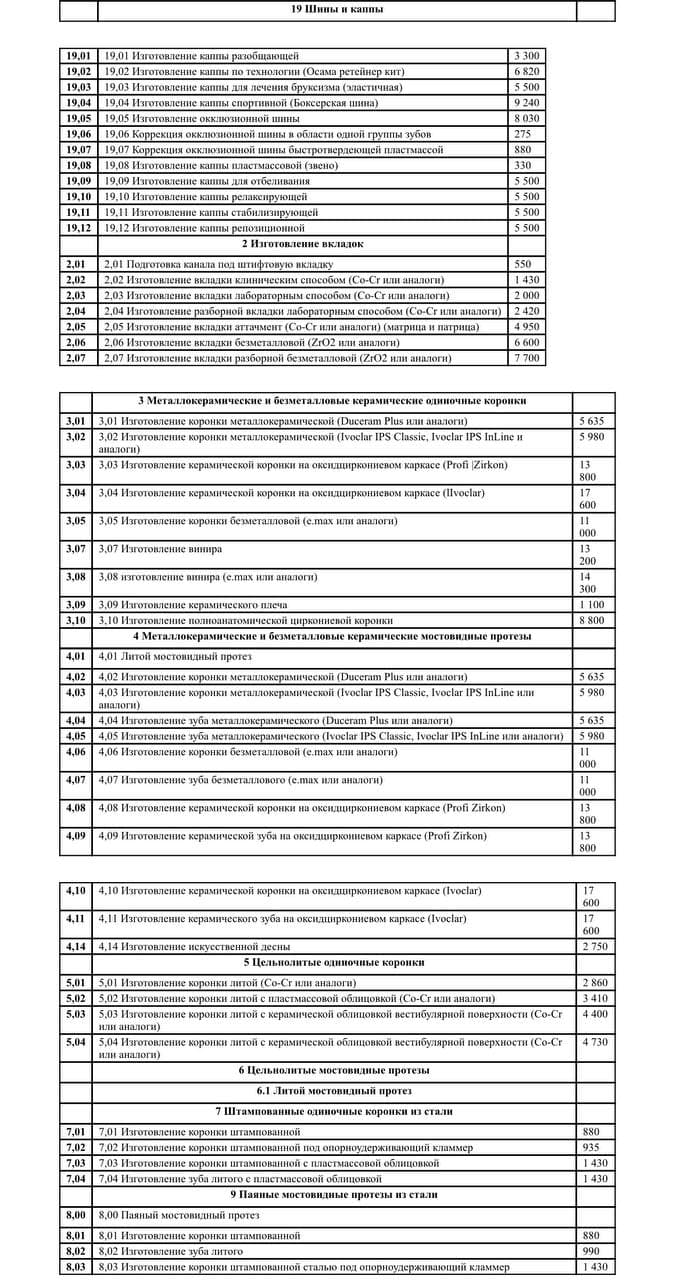 19 Шины и каппы
19,01 19,01 Изготовление каппы разобщающей 3 300
19,02 19,02 Изготовление каппы по технологии (Осама ретейнер кит) 6 820
19,03 19,03 Изготовление каппы для лечения бруксизма (эластичная) 5 500
19,04 19,04 Изготовление каппы спортивной (Боксерская шина) 9 240
19,05 19,05 Изготовление окклюзионной шины 8 030
19,06 19,06 Коррекция окклюзионной шины в области одной группы зубов 275
19,07 19,07 Коррекция окклюзионной шины быстротвердеющей пластмассой 880
19,08 19,08 Изготовление каппы пластмассовой (звено) 330
19,09 19,09 Изготовление каппы для отбеливания 5 500
19,10 19,10 Изготовление каппы релаксирующей 5 500
19,11 19,11 Изготовление каппы стабилизирующей 5 500
19,12 19,12 Изготовление каппы репозиционной 5 500
2 Изготовление вкладок
2,01 2,01 Подготовка канала под штифтовую вкладку 550
2,02 2,02 Изготовление вкладки клиническим способом (Co-Cr или аналоги) 1 430
2,03 2,03 Изготовление вкладки лабораторным способом (Co-Cr или аналоги) 2 000
2,04 2,04 Изготовление разборной вкладки лабораторным способом (Co-Cr или аналоги) 2 420
2,05 2,05 Изготовление вкладки аттачмент (Co-Cr или аналоги) (матрица и патрица) 4 950
2,06 2,06 Изготовление вкладки безметалловой (ZrO2 или аналоги) 6 600
2,07 2,07 Изготовление вкладки разборной безметалловой (ZrO2 или аналоги) 7 700
3 Металлокерамические и безметалловые керамические одиночные коронки
3,01 3,01 Изготовление коронки металлокерамической (Duceram Plus или аналоги) 5 635
3,02 3,02 Изготовление коронки металлокерамической (Ivoclar IPS Classic, Ivoclar IPS InLine и 5 980
аналоги)
3,03 3,03 Изготовление керамической коронки на оксидциркониевом каркасе (Profi |Zirkon) 13
800
3,04 3,04 Изготовление керамической коронки на оксидциркониевом каркасе (lIvoclar) 17
600
3,05 3,05 Изготовление коронки безметалловой (e.max или аналоги) 11
000
3,07 3,07 Изготовление винира 13
200
3,08 3,08 изготовление винира (e.max или аналоги) 14
300
3,09 3,09 Изготовление керамического плеча 1 100
3,10 3,10 Изготовление полноанатомической циркониевой коронки 8 800
4 Металлокерамические и безметалловые керамические мостовидные протезы
4,01 4,01 Литой мостовидный протез
4,02 4,02 Изготовление коронки металлокерамической (Duceram Plus или аналоги) 5 635
4,03 4,03 Изготовление коронки металлокерамической (Ivoclar IPS Classic, Ivoclar IPS InLine или 5 980
аналоги)
4,04 4,04 Изготовление зуба металлокерамического (Duceram Plus или аналоги) 5 635
4,05 4,05 Изготовление зуба металлокерамического (Ivoclar IPS Classic, Ivoclar IPS InLine или аналоги) 5 980
4,06 4,06 Изготовление коронки безметалловой (e.max или аналоги) 11
000
4,07 4,07 Изготовление зуба безметаллового (e.max или аналоги) 11
000
4,08 4,08 Изготовление керамической коронки на оксидциркониевом каркасе (Profi Zirkon) 13
800
4,09 4,09 Изготовление керамической зуба на оксидциркониевом каркасе (Profi Zirkon) 13
800
4,10 4,10 Изготовление керамической коронки на оксидциркониевом каркасе (Ivoclar) 17
600
4,11 4,11 Изготовление керамического зуба на оксидциркониевом каркасе (Ivoclar) 17
600
4,14 4,14 Изготовление искусственной десны 2 750
5 Цельнолитые одиночные коронки
5,01 5,01 Изготовление коронки литой (Co-Cr или аналоги) 2 860
5,02 5,02 Изготовление коронки литой с пластмассовой облицовкой (Co-Cr или аналоги) 3 410
5,03 5,03 Изготовление коронки литой с керамической облицовкой вестибулярной поверхности (Co-Cr 4 400
или аналоги)
5,04 5,04 Изготовление коронки литой с керамической облицовкой вестибулярной поверхности (Co-Cr 4 730
или аналоги)
6 Цельнолитые мостовидные протезы
6.1 Литой мостовидный протез
7 Штампованные одиночные коронки из стали
7,01 7,01 Изготовление коронки штампованной 880
7,02 7,02 Изготовление коронки штампованной под опорноудерживающий кламмер 935
7,03 7,03 Изготовление коронки штампованной с пластмассовой облицовкой 1 430
7,04 7,04 Изготовление зуба литого с пластмассовой облицовкой 1 430
9 Паяные мостовидные протезы из стали
8,00 8,00 Паяный мостовидный протез
8,01 8,01 Изготовление коронки штампованной 880
8,02 8,02 Изготовление зуба литого 990
8,03 8,03 Изготовление коронки штампованной сталью под опорноудерживающий кламмер 1 430